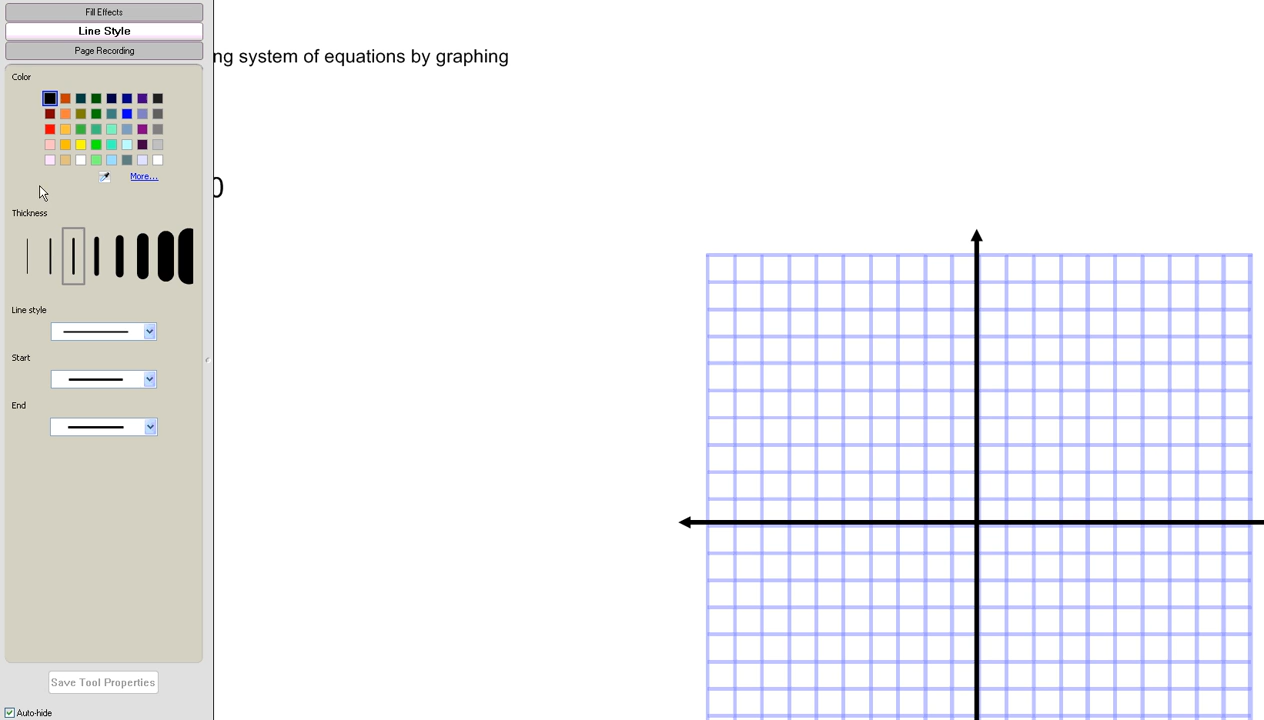 Fill Effects
Line Style
Page Recording
ng system of equations by graphing
Color
More...
0
Thickness
Line style
Start
End
Save Tool Properties
Auto-hide